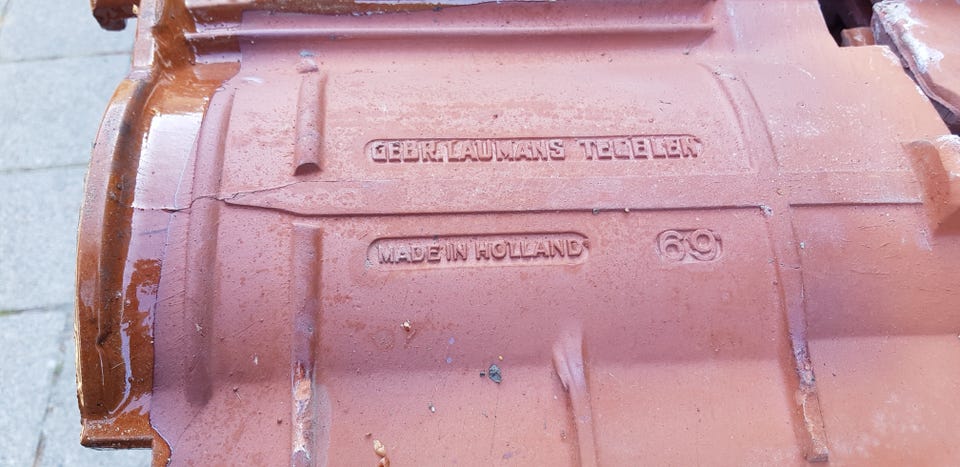 GEBR. LAUMANS TEGELEN
MADE IN HOLLAND
69